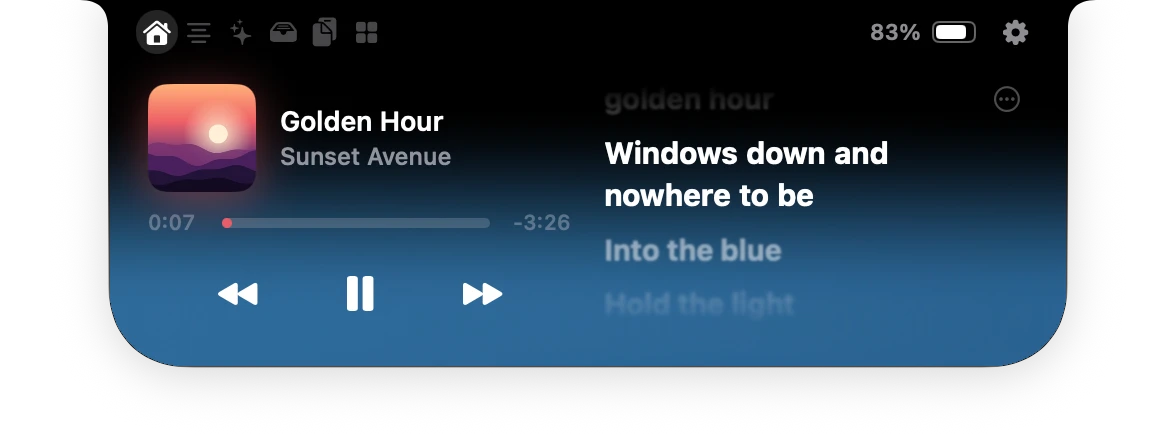 83%
Golden Hour
Sunset Avenue
0:07
-3:26
golden hour
Windows down and
nowhere to be
Into the blue
Hold the light